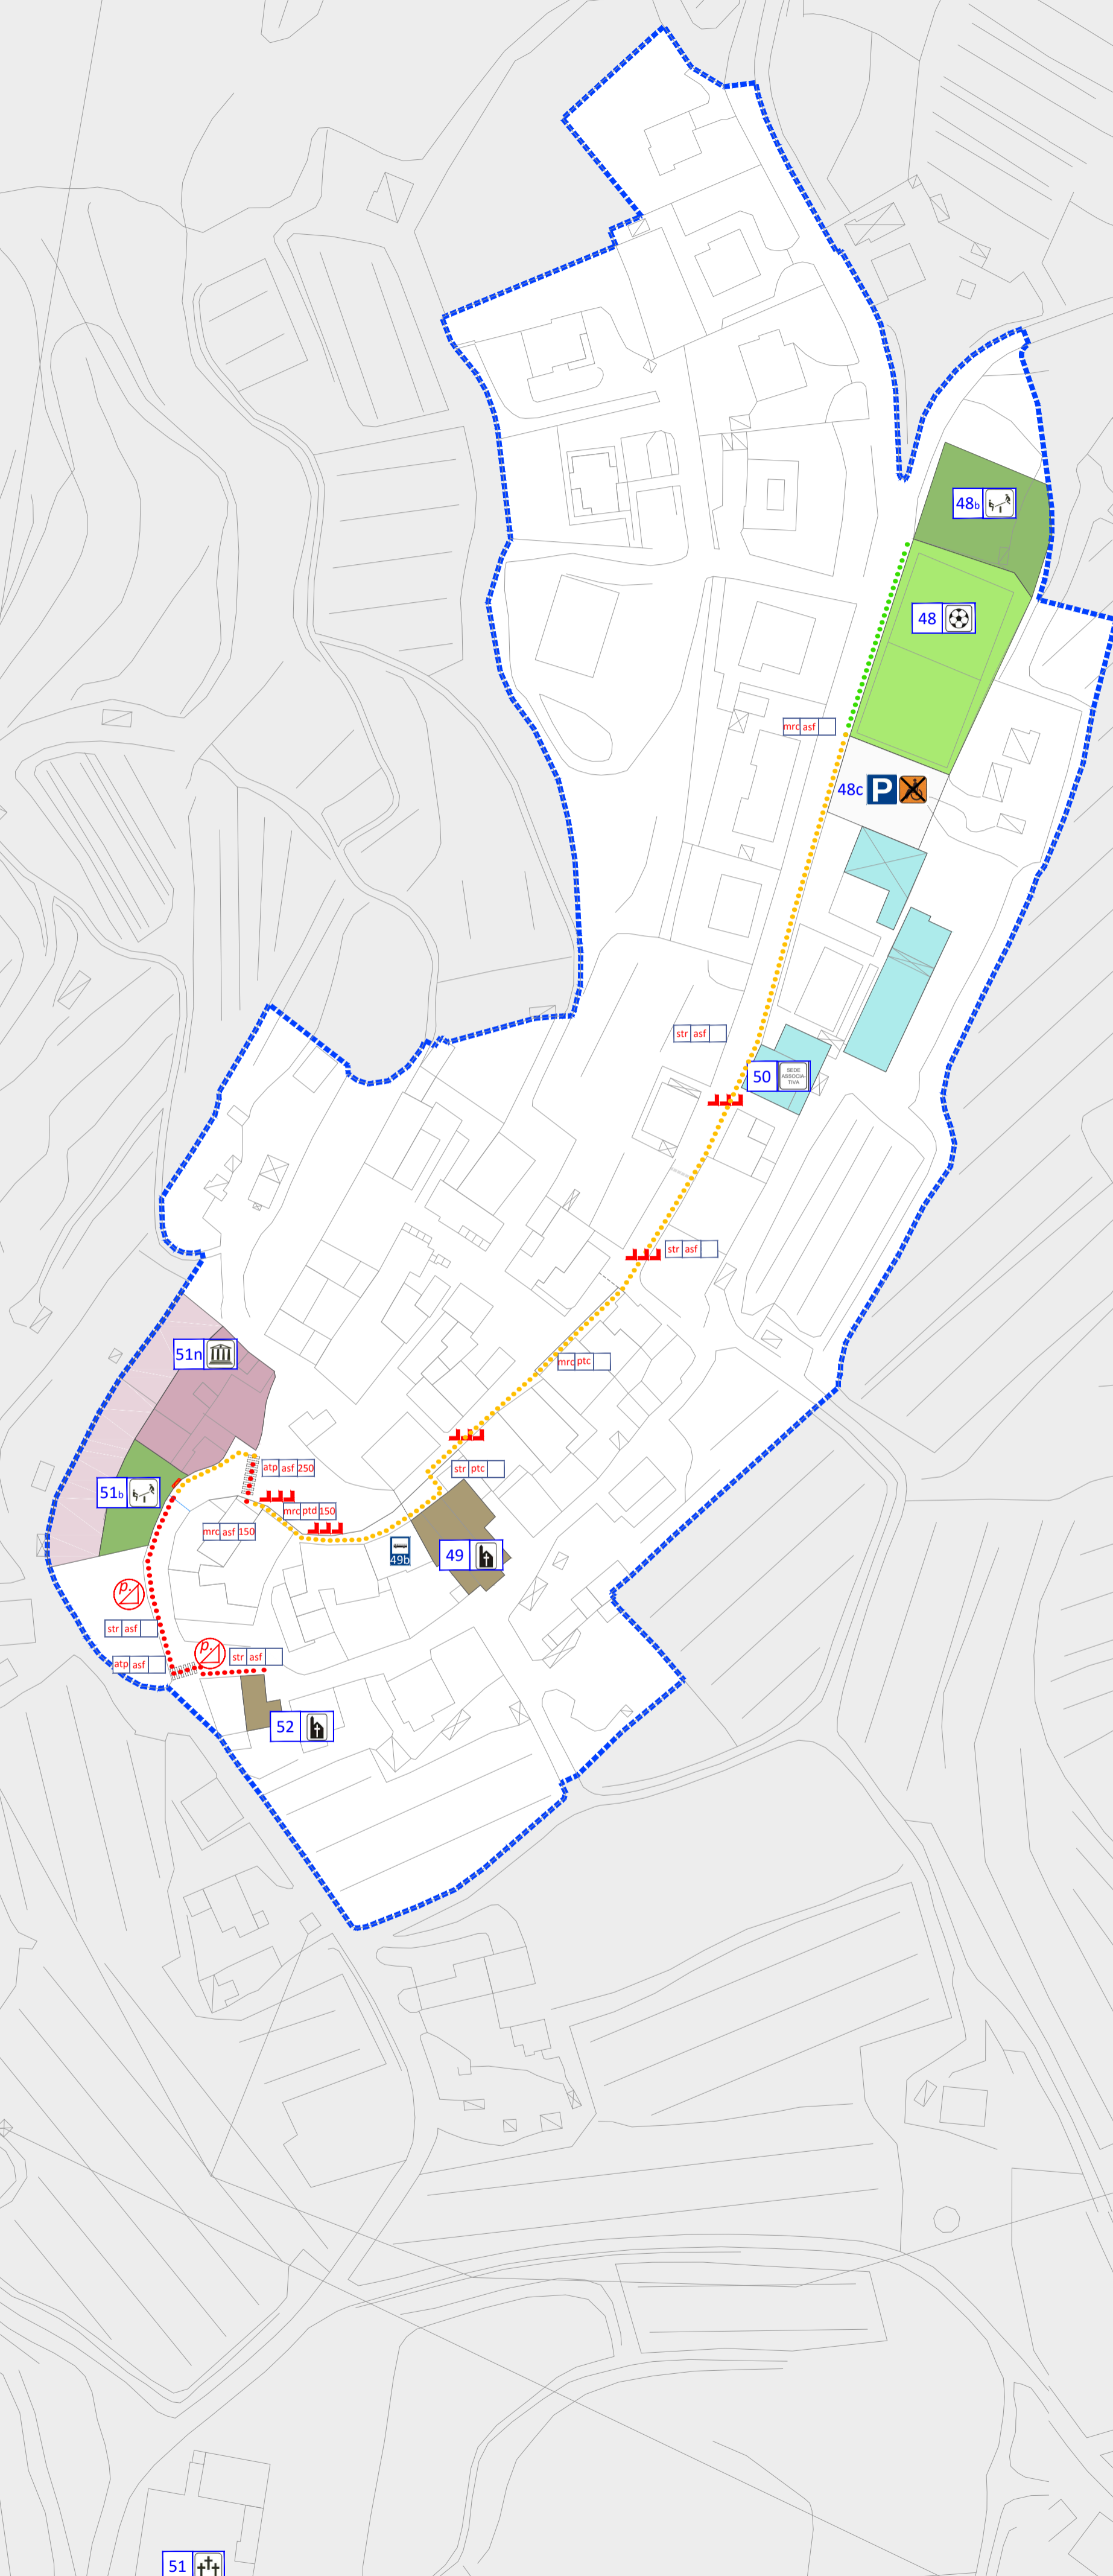 48b
48
mrc asf
48c P
str asf
50 SEDE
ASSOCIA-
TIVA
str asf
51n
mrc ptc
atp asf 250
str ptc
51b
mrc ptd 150
mrc asf 150
49b
49
p.
str asf
p.
str asf
atp asf
52
51